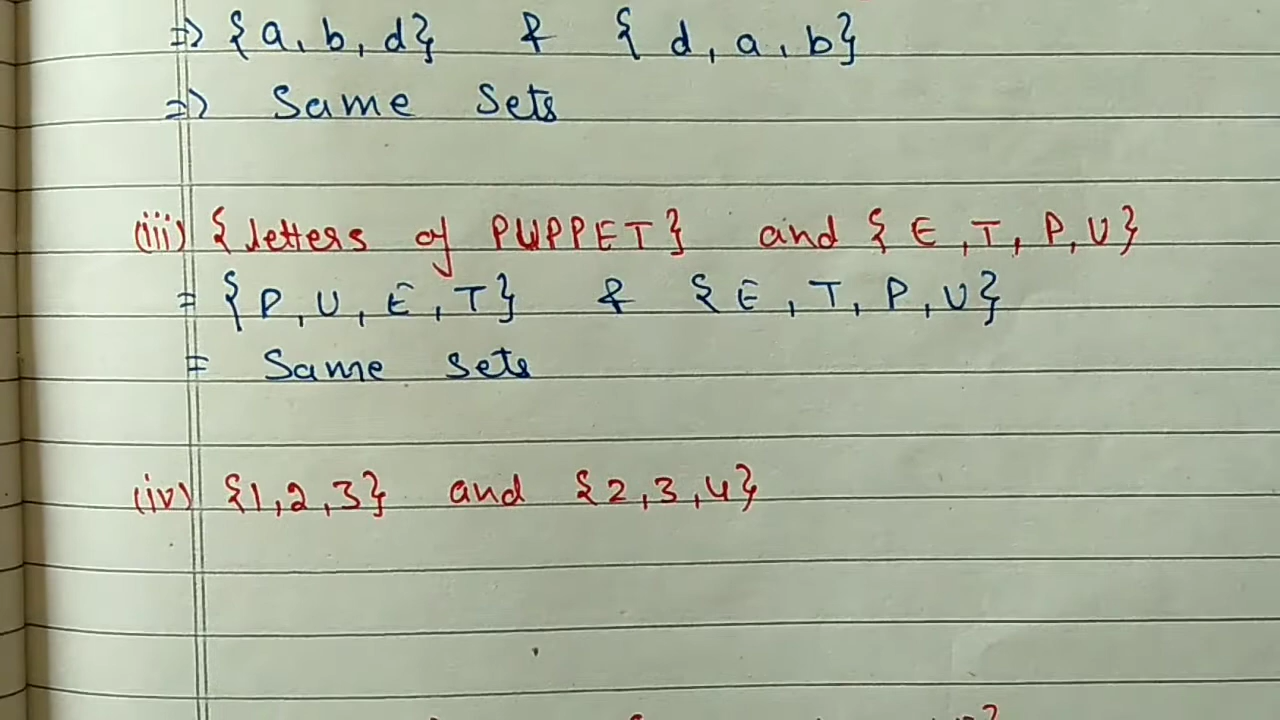 ⇒ {a, b, d} & {d, a, b}
⇒ Same Sets
(iii) {letters of PUPPET} and {E, T, P, U}
= {P, U, E, T} & {E, T, P, U}
= Same sets
(iv) {1, 2, 3} and {2, 3, 4}